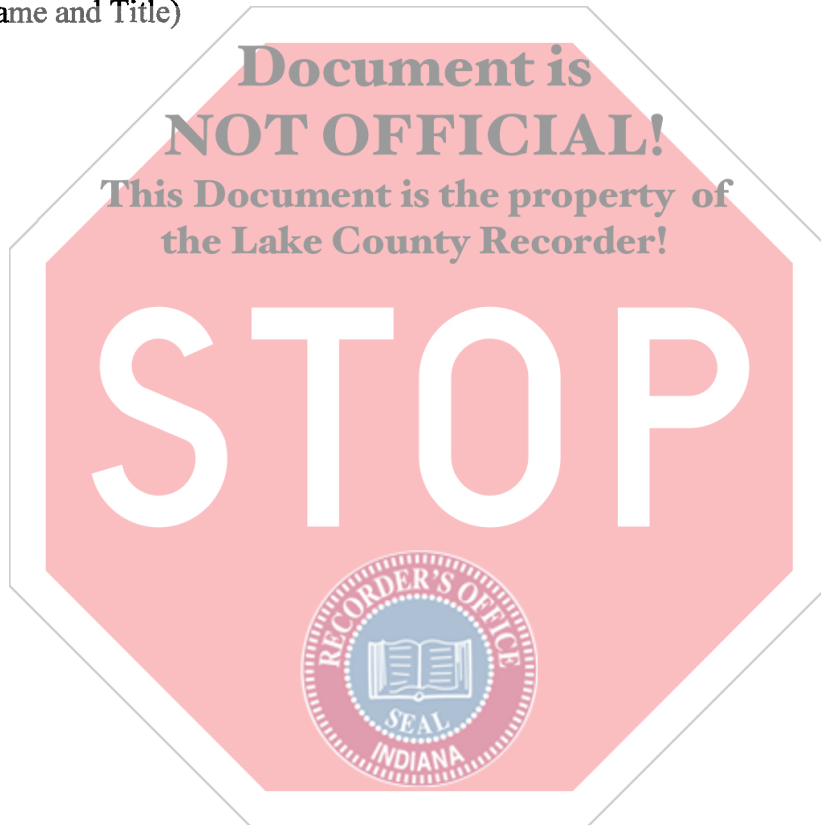 ame and Title)
Document is
NOT OFFICIAL!
This Document is the property of
the Lake County Recorder!
STOP
RECORDER'S OFFICE
SEAL
INDIANA